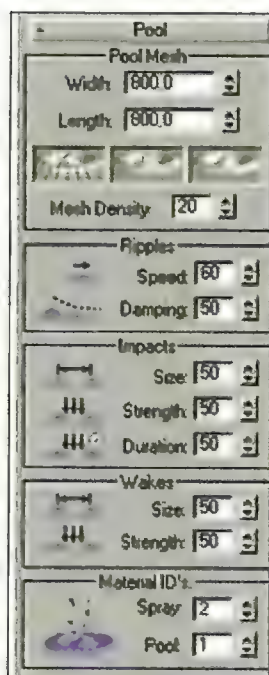 - Pool
Pool Mesh
Width: 800.0
Length: 800.0
Mesh Density: 20
Ripples
Speed: 60
Damping: 50
Impacts
Size: 50
Strength: 50
Duration: 50
Wakes
Size: 50
Strength: 50
Material ID's:
Spray: 2
Pool: 1